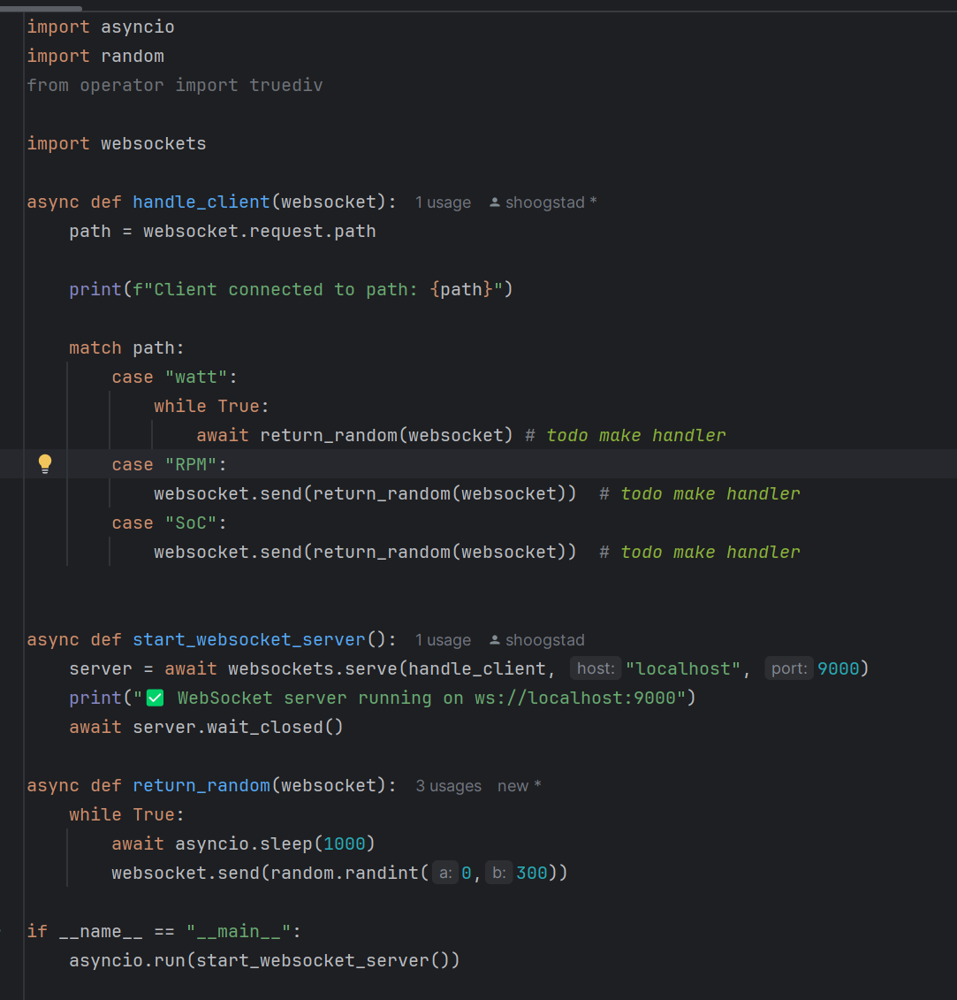 import asyncio
import random
from operator import truediv

import websockets

async def handle_client(websocket): 1 usage shoogstad *
    path = websocket.request.path

    print(f"Client connected to path: {path}")

    match path:
        case "watt":
            while True:
                await return_random(websocket) # todo make handler
        case "RPM":
            websocket.send(return_random(websocket))  # todo make handler
        case "SoC":
            websocket.send(return_random(websocket))  # todo make handler


async def start_websocket_server(): 1 usage shoogstad
    server = await websockets.serve(handle_client, host: "localhost", port: 9000)
    print("✅ WebSocket server running on ws://localhost:9000")
    await server.wait_closed()

async def return_random(websocket): 3 usages new *
    while True:
        await asyncio.sleep(1000)
        websocket.send(random.randint( a: 0, b: 300))

if __name__ == "__main__":
    asyncio.run(start_websocket_server())